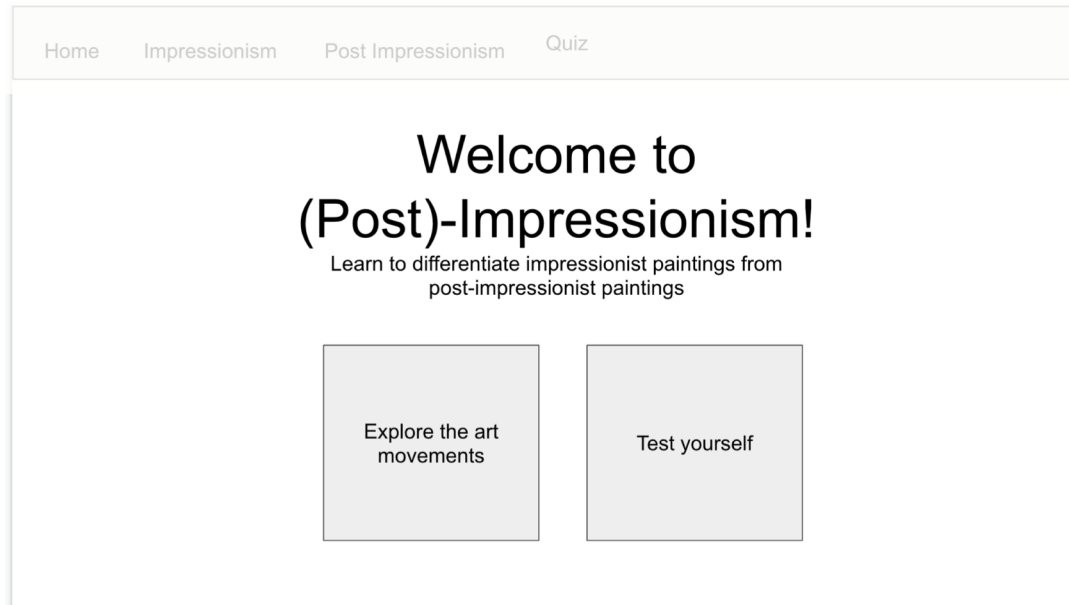 Home Impressionism Post Impressionism Quiz
Welcome to
(Post)-Impressionism!
Learn to differentiate impressionist paintings from
post-impressionist paintings
Explore the art
movements
Test yourself